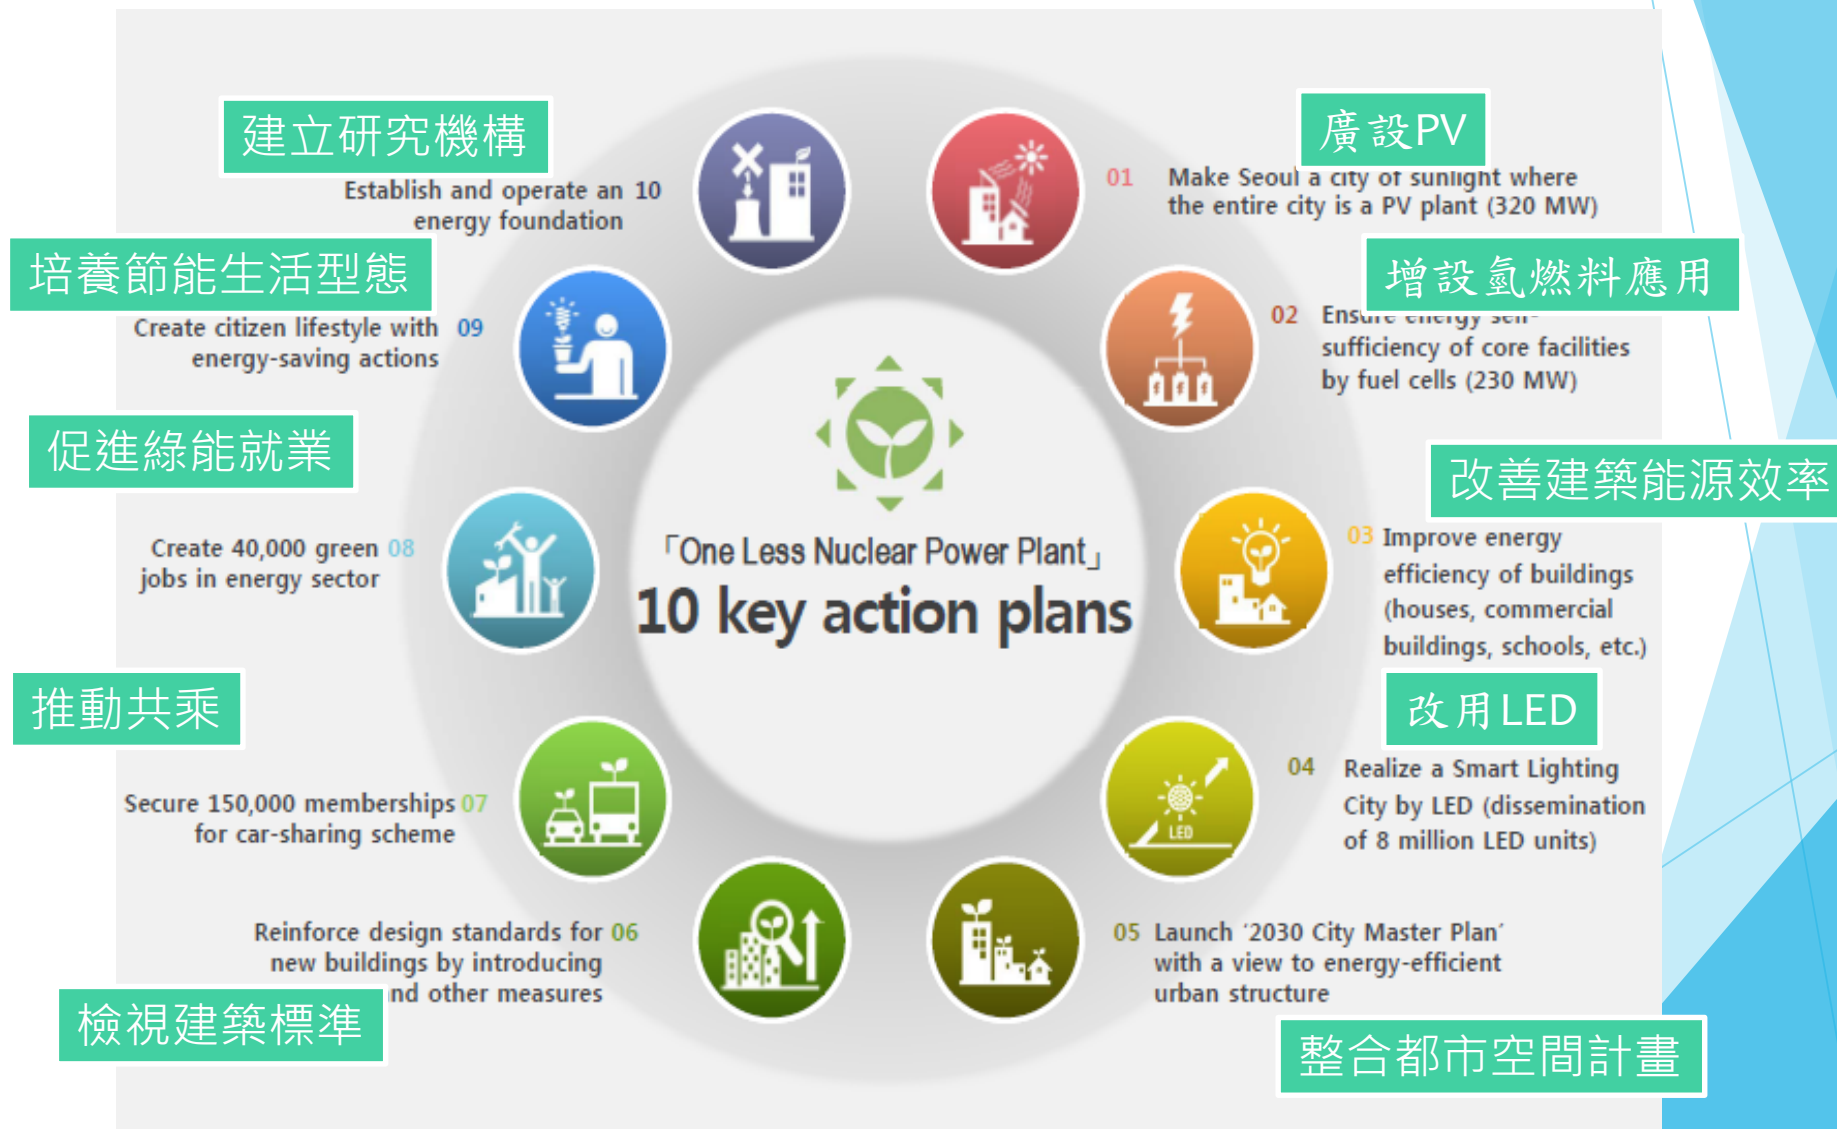 建立研究機構
Establish and operate an 10
energy foundation
廣設PV
01 Make Seoul a city of sunlight where
the entire city is a PV plant (320 MW)
培養節能生活型態
Create citizen lifestyle with 09
energy-saving actions
增設氫燃料應用
02 Ensure energy self-
sufficiency of core facilities
by fuel cells (230 MW)
促進綠能就業
Create 40,000 green 08
jobs in energy sector
「One Less Nuclear Power Plant」
10 key action plans
改善建築能源效率
03 Improve energy
efficiency of buildings
(houses, commercial
buildings, schools, etc.)
推動共乘
Secure 150,000 memberships 07
for car-sharing scheme
改用LED
LED
04 Realize a Smart Lighting
City by LED (dissemination
of 8 million LED units)
Reinforce design standards for 06
new buildings by introducing
and other measures
檢視建築標準
05 Launch ‘2030 City Master Plan’
with a view to energy-efficient
urban structure
整合都市空間計畫